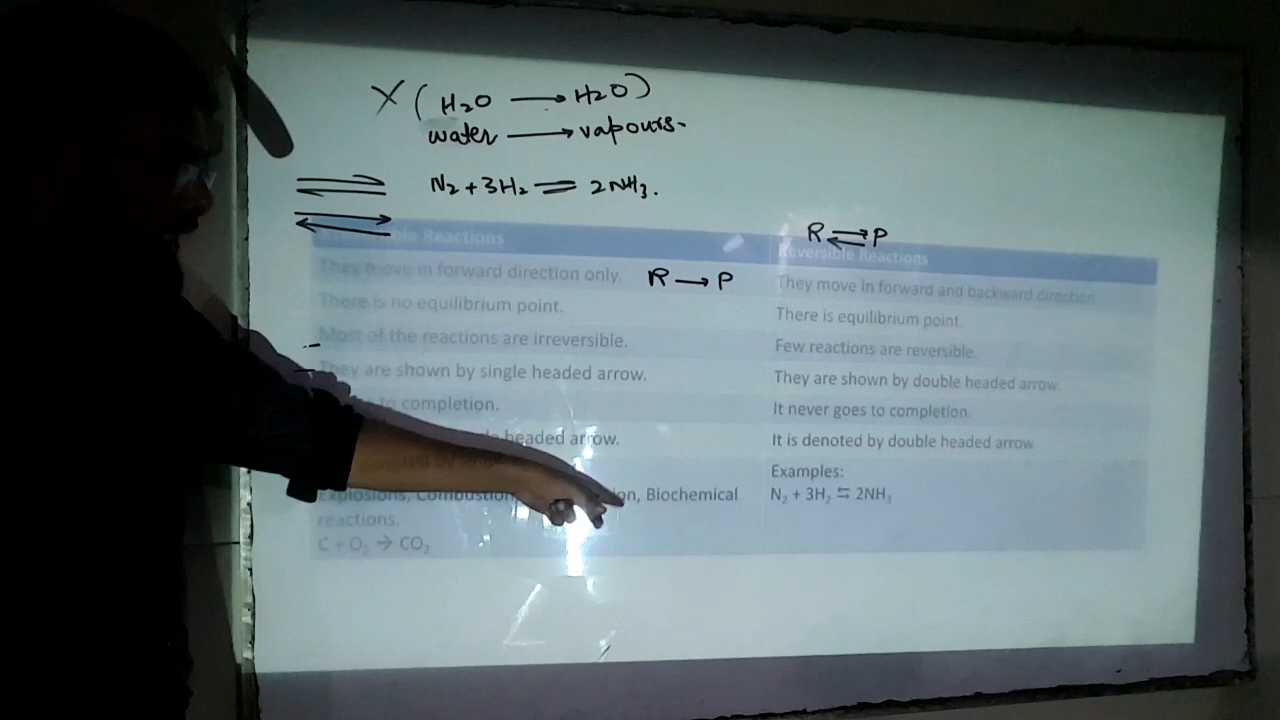 X (H₂O → H₂O)
water → vapours.
N₂ + 3H₂ = 2NH₃.
R ⇌ P
Reactions
Reversible Reactions
They move in forward direction only. R → P
They move in forward and backward direction.
There is no equilibrium point.
There is equilibrium point.
Most of the reactions are irreversible.
Few reactions are reversible.
They are shown by single headed arrow.
They are shown by double headed arrow.
to completion.
It never goes to completion.
headed arrow.
It is denoted by double headed arrow.
Examples:
Explosions, Combustion, Biochemical
N₂ + 3H₂ ⇆ 2NH₃
reactions.
C + O₂ → CO₂